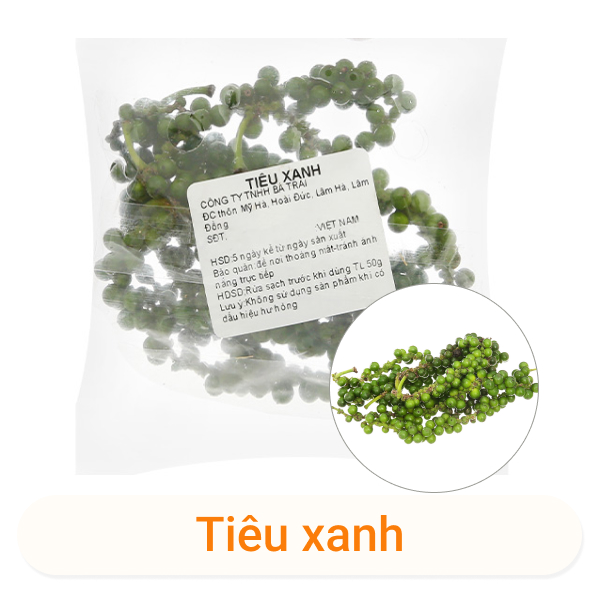 TIÊU XANH
CÔNG TY TNHH BA TRAI
ĐC:thôn Mỹ Hà, Hoài Đức, Lâm Hà, Lâm
Đồng
SĐT. VIỆT NAM
HSD:5 ngày kể từ ngày sản xuất
Bảo quản:để nơi thoáng mát-tránh ánh
nắng trực tiếp
HDSD:Rửa sạch trước khi dùng TL 50g
Lưu ý:Không sử dụng sản phẩm khi có
dấu hiệu hư hỏng
Tiêu xanh